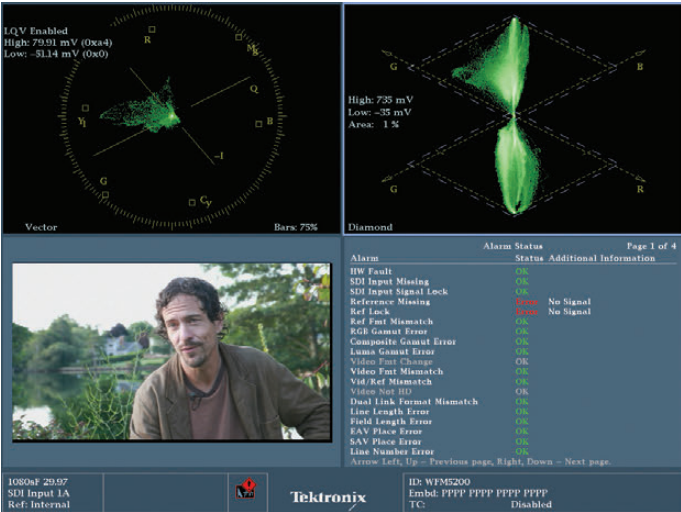 LQV Enabled
High: 79.91 mV (0xa4)
Low: -51.14 mV (0x0)
R
Mg
Q
B
-I
Yl
G
Cy
Vector
Bars: 75%
G
B
High: 735 mV
Low: -35 mV
Area: 1 %
G
R
Diamond
Alarm Status
Page 1 of 4
Alarm Status Additional Information
HW Fault OK
SDI Input Missing OK
SDI Input Signal Lock OK
Reference Missing Error No Signal
Ref Lock Error No Signal
Ref Fmt Mismatch OK
RGB Gamut Error OK
Composite Gamut Error OK
Luma Gamut Error OK
Video Fmt Change OK
Video Fmt Mismatch OK
Vid/Ref Mismatch OK
Video Not HD OK
Dual Link Format Mismatch OK
Line Length Error OK
Field Length Error OK
EAV Place Error OK
SAV Place Error OK
Line Number Error OK
Arrow Left, Up - Previous page, Right, Down - Next page.
1080sF 29.97
SDI Input 1A
Ref: Internal
Tektronix
ID: WFM5200
Embd: PPPP PPPP PPPP PPPP
TC: Disabled